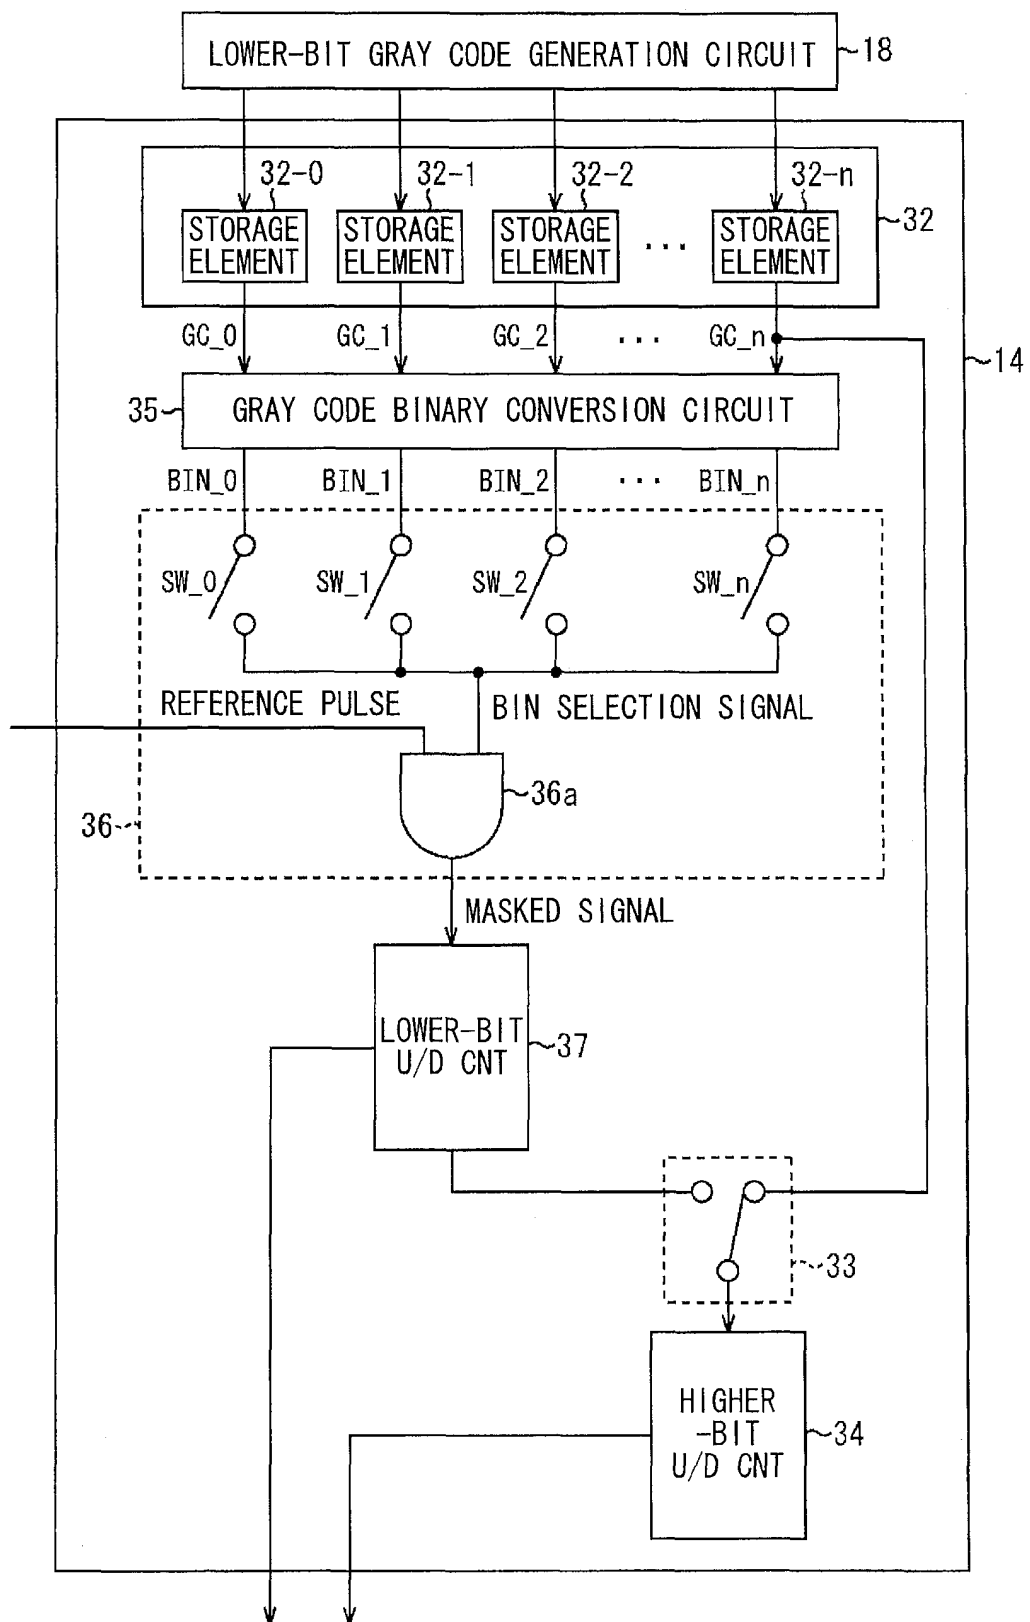 LOWER-BIT GRAY CODE GENERATION CIRCUIT 18
32-0 32-1 32-2 32-n
STORAGE ELEMENT STORAGE ELEMENT STORAGE ELEMENT ... STORAGE ELEMENT 32
GC_0 GC_1 GC_2 ... GC_n
14
35 GRAY CODE BINARY CONVERSION CIRCUIT
BIN_0 BIN_1 BIN_2 ... BIN_n
SW_0 SW_1 SW_2 SW_n
REFERENCE PULSE BIN SELECTION SIGNAL
36a
36
MASKED SIGNAL
LOWER-BIT
U/D CNT
37
33
HIGHER
-BIT
U/D CNT
34